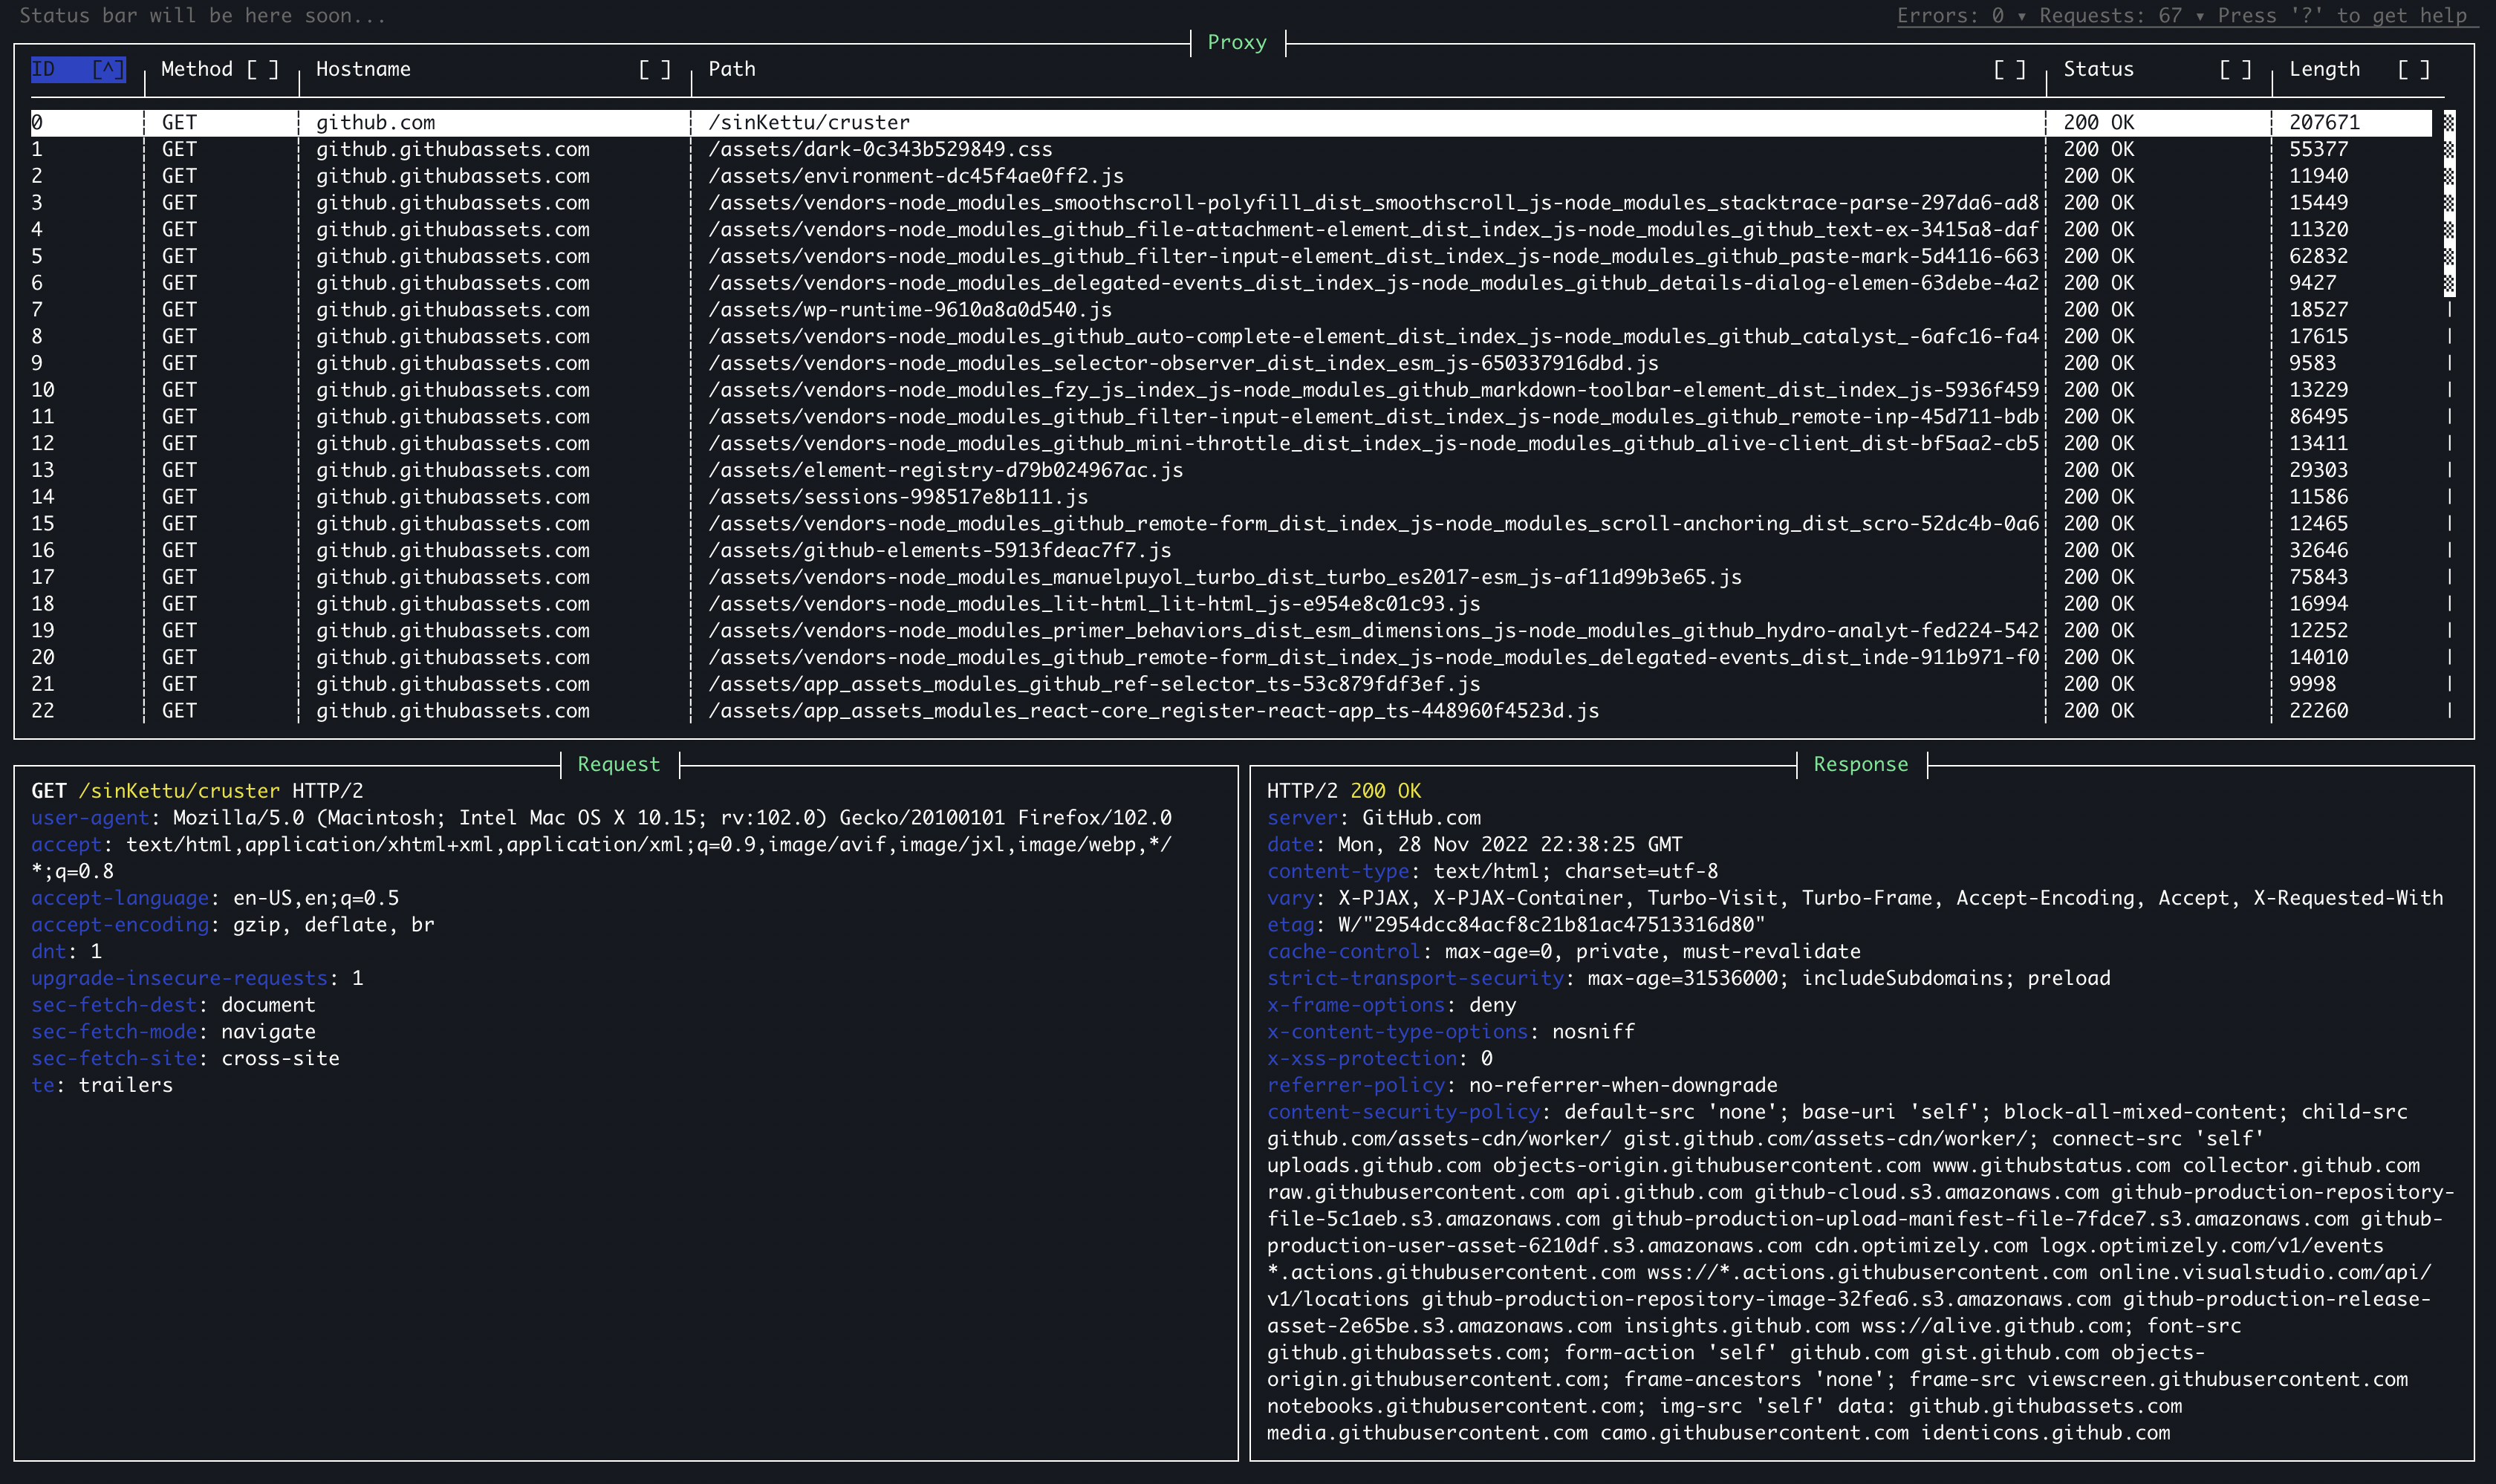 Status bar will be here soon... Errors: 0 ▾ Requests: 67 ▾ Press '?' to get help
Proxy
ID [^] Method [ ] Hostname [ ] Path [ ] Status [ ] Length [ ]
0 GET github.com /sinKettu/cruster 200 OK 207671
1 GET github.githubassets.com /assets/dark-0c343b529849.css 200 OK 55377
2 GET github.githubassets.com /assets/environment-dc45f4ae0ff2.js 200 OK 11940
3 GET github.githubassets.com /assets/vendors-node_modules_smoothscroll-polyfill_dist_smoothscroll_js-node_modules_stacktrace-parse-297da6-ad8 200 OK 15449
4 GET github.githubassets.com /assets/vendors-node_modules_github_file-attachment-element_dist_index_js-node_modules_github_text-ex-3415a8-daf 200 OK 11320
5 GET github.githubassets.com /assets/vendors-node_modules_github_filter-input-element_dist_index_js-node_modules_github_paste-mark-5d4116-663 200 OK 62832
6 GET github.githubassets.com /assets/vendors-node_modules_delegated-events_dist_index_js-node_modules_github_details-dialog-elemen-63debe-4a2 200 OK 9427
7 GET github.githubassets.com /assets/wp-runtime-9610a8a0d540.js 200 OK 18527
8 GET github.githubassets.com /assets/vendors-node_modules_github_auto-complete-element_dist_index_js-node_modules_github_catalyst_-6afc16-fa4 200 OK 17615
9 GET github.githubassets.com /assets/vendors-node_modules_selector-observer_dist_index_esm_js-650337916dbd.js 200 OK 9583
10 GET github.githubassets.com /assets/vendors-node_modules_fzy_js_index_js-node_modules_github_markdown-toolbar-element_dist_index_js-5936f459 200 OK 13229
11 GET github.githubassets.com /assets/vendors-node_modules_github_filter-input-element_dist_index_js-node_modules_github_remote-inp-45d711-bdb 200 OK 86495
12 GET github.githubassets.com /assets/vendors-node_modules_github_mini-throttle_dist_index_js-node_modules_github_alive-client_dist-bf5aa2-cb5 200 OK 13411
13 GET github.githubassets.com /assets/element-registry-d79b024967ac.js 200 OK 29303
14 GET github.githubassets.com /assets/sessions-998517e8b111.js 200 OK 11586
15 GET github.githubassets.com /assets/vendors-node_modules_github_remote-form_dist_index_js-node_modules_scroll-anchoring_dist_scro-52dc4b-0a6 200 OK 12465
16 GET github.githubassets.com /assets/github-elements-5913fdeac7f7.js 200 OK 32646
17 GET github.githubassets.com /assets/vendors-node_modules_manuelpuyol_turbo_dist_turbo_es2017-esm_js-af11d99b3e65.js 200 OK 75843
18 GET github.githubassets.com /assets/vendors-node_modules_lit-html_lit-html_js-e954e8c01c93.js 200 OK 16994
19 GET github.githubassets.com /assets/vendors-node_modules_primer_behaviors_dist_esm_dimensions_js-node_modules_github_hydro-analyt-fed224-542 200 OK 12252
20 GET github.githubassets.com /assets/vendors-node_modules_github_remote-form_dist_index_js-node_modules_delegated-events_dist_inde-911b971-f0 200 OK 14010
21 GET github.githubassets.com /assets/app_assets_modules_github_ref-selector_ts-53c879fdf3ef.js 200 OK 9998
22 GET github.githubassets.com /assets/app_assets_modules_react-core_register-react-app_ts-448960f4523d.js 200 OK 22260
Request
GET /sinKettu/cruster HTTP/2
user-agent: Mozilla/5.0 (Macintosh; Intel Mac OS X 10.15; rv:102.0) Gecko/20100101 Firefox/102.0
accept: text/html,application/xhtml+xml,application/xml;q=0.9,image/avif,image/jxl,image/webp,*/
*;q=0.8
accept-language: en-US,en;q=0.5
accept-encoding: gzip, deflate, br
dnt: 1
upgrade-insecure-requests: 1
sec-fetch-dest: document
sec-fetch-mode: navigate
sec-fetch-site: cross-site
te: trailers
Response
HTTP/2 200 OK
server: GitHub.com
date: Mon, 28 Nov 2022 22:38:25 GMT
content-type: text/html; charset=utf-8
vary: X-PJAX, X-PJAX-Container, Turbo-Visit, Turbo-Frame, Accept-Encoding, Accept, X-Requested-With
etag: W/"2954dcc84acf8c21b81ac47513316d80"
cache-control: max-age=0, private, must-revalidate
strict-transport-security: max-age=31536000; includeSubdomains; preload
x-frame-options: deny
x-content-type-options: nosniff
x-xss-protection: 0
referrer-policy: no-referrer-when-downgrade
content-security-policy: default-src 'none'; base-uri 'self'; block-all-mixed-content; child-src
github.com/assets-cdn/worker/ gist.github.com/assets-cdn/worker/; connect-src 'self'
uploads.github.com objects-origin.githubusercontent.com www.githubstatus.com collector.github.com
raw.githubusercontent.com api.github.com github-cloud.s3.amazonaws.com github-production-repository-
file-5c1aeb.s3.amazonaws.com github-production-upload-manifest-file-7fdce7.s3.amazonaws.com github-
production-user-asset-6210df.s3.amazonaws.com cdn.optimizely.com logx.optimizely.com/v1/events
*.actions.githubusercontent.com wss://*.actions.githubusercontent.com online.visualstudio.com/api/
v1/locations github-production-repository-image-32fea6.s3.amazonaws.com github-production-release-
asset-2e65be.s3.amazonaws.com insights.github.com wss://alive.github.com; font-src
github.githubassets.com; form-action 'self' github.com gist.github.com objects-
origin.githubusercontent.com; frame-ancestors 'none'; frame-src viewscreen.githubusercontent.com
notebooks.githubusercontent.com; img-src 'self' data: github.githubassets.com
media.githubusercontent.com camo.githubusercontent.com identicons.github.com